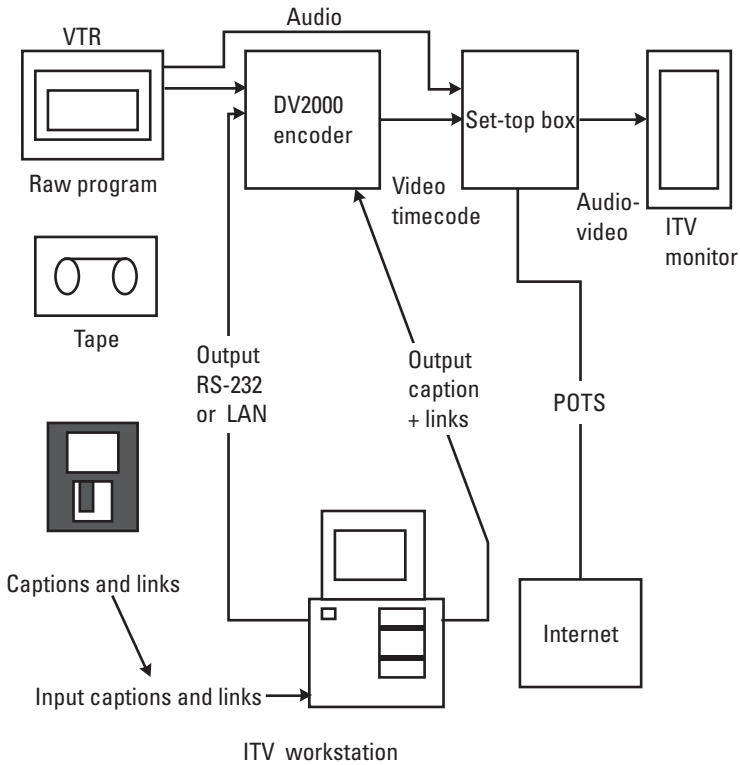 Audio
VTR
DV2000
encoder
Set-top box
Raw program
Video
timecode
Audio-
video
ITV
monitor
Tape
Output
RS-232
or LAN
Output
caption
+ links
POTS
Captions and links
Internet
Input captions and links
ITV workstation